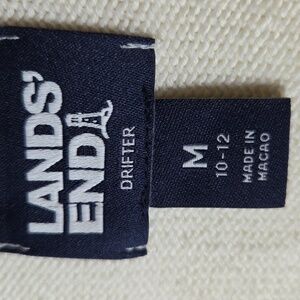 LANDS'
END
DRIFTER
M
10-12
MADE IN
MACAO